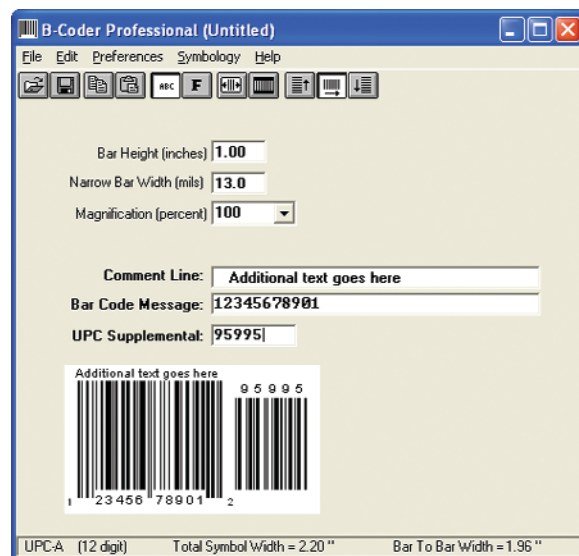 B-Coder Professional (Untitled)
File Edit Preferences Symbology Help
ABC F
Bar Height (inches) 1.00
Narrow Bar Width (mils) 13.0
Magnification (percent) 100
Comment Line: Additional text goes here
Bar Code Message: 12345678901
UPC Supplemental: 95995
Additional text goes here
9 5 9 9 5
1 23456 78901 2
UPC-A (12 digit) Total Symbol Width = 2.20 " Bar To Bar Width = 1.96 "